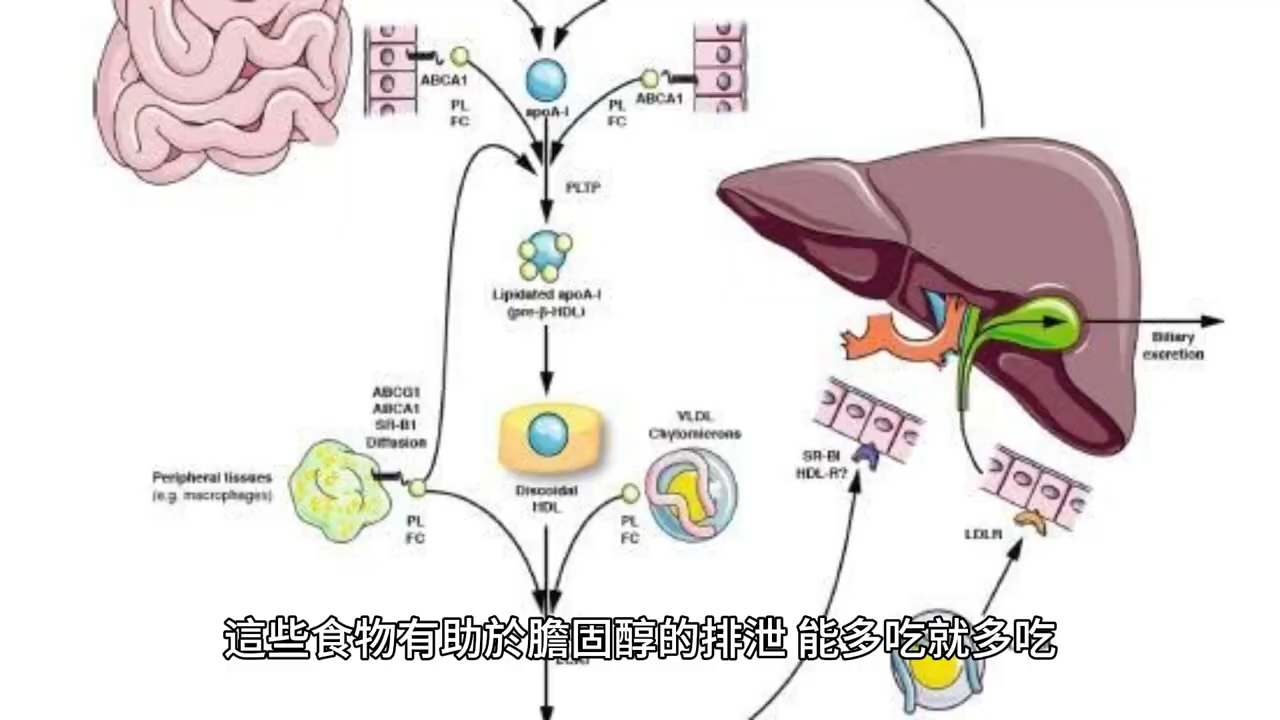 ABCA1
PL
FC
apoA-I
PL
FC
ABCA1
PLTP
Lipidated apoA-I
(pre-β-HDL)
Biliary
excretion
ABCG1
ABCA1
SR-B1
Diffusion
VLDL
Chylomicrons
SR-BI
HDL-R?
Peripheral tissues
(e.g. macrophages)
Discoidal
HDL
PL
FC
PL
FC
LDLR
這些食物有助於膽固醇的排泄 能多吃就多吃